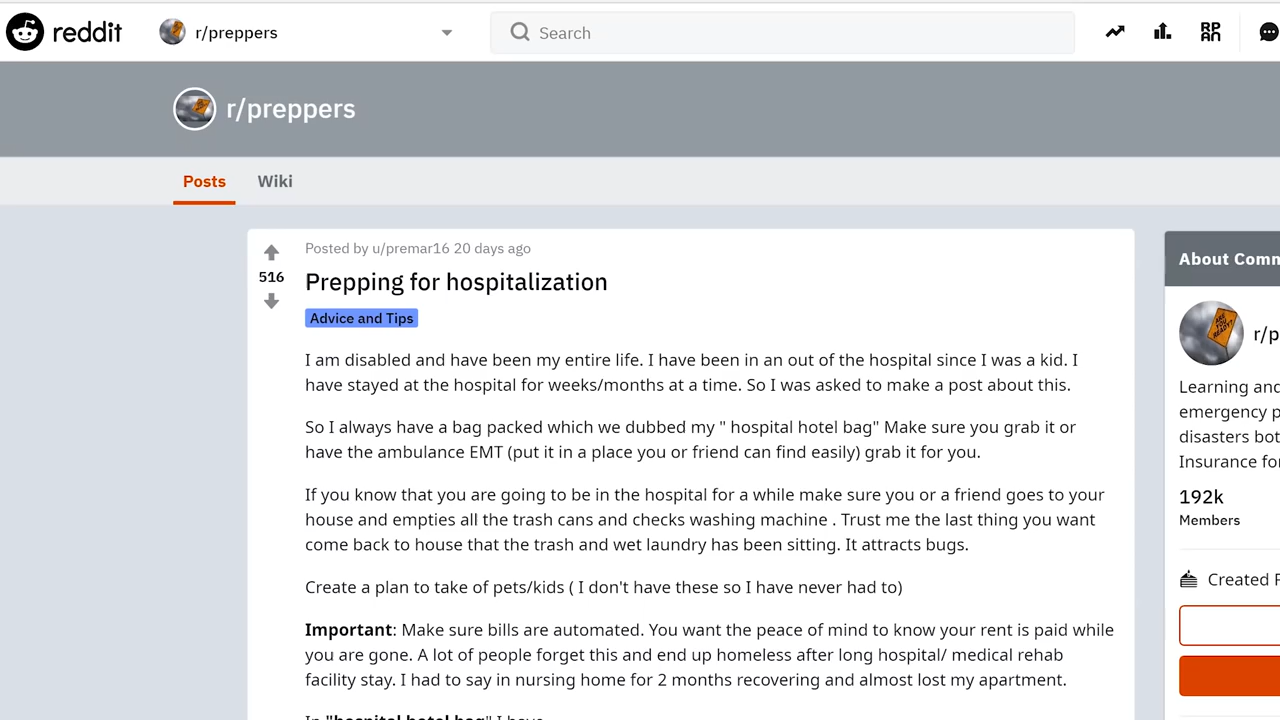 reddit
r/preppers
Search
RPAN
r/preppers
Posts
Wiki
Posted by u/premar16 20 days ago
516
Prepping for hospitalization
Advice and Tips
I am disabled and have been my entire life. I have been in an out of the hospital since I was a kid. I
have stayed at the hospital for weeks/months at a time. So I was asked to make a post about this.
So I always have a bag packed which we dubbed my " hospital hotel bag" Make sure you grab it or
have the ambulance EMT (put it in a place you or friend can find easily) grab it for you.
If you know that you are going to be in the hospital for a while make sure you or a friend goes to your
house and empties all the trash cans and checks washing machine . Trust me the last thing you want
come back to house that the trash and wet laundry has been sitting. It attracts bugs.
Create a plan to take of pets/kids ( I don't have these so I have never had to)
Important: Make sure bills are automated. You want the peace of mind to know your rent is paid while
you are gone. A lot of people forget this and end up homeless after long hospital/ medical rehab
facility stay. I had to say in nursing home for 2 months recovering and almost lost my apartment.
In "hospital hotel bag" I have
About Comm
ARE YOU READY?
r/p
Learning and
emergency p
disasters bot
Insurance for
192k
Members
Created F